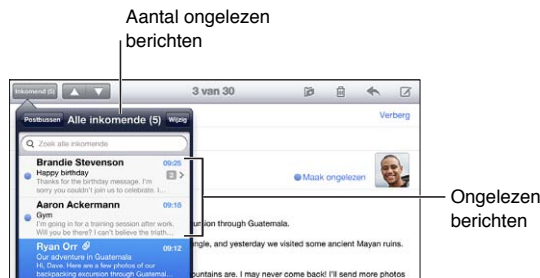 Aantal ongelezen
berichten
Inkomend (5)
3 van 30
Postbussen
Alle inkomende (5)
Wijzig
Verberg
Zoek alle inkomende
Brandie Stevenson 09:25
Happy birthday 2
Thanks for the birthday message. I'm
sorry you couldn't join us to celebrate. I...
Maak ongelezen
Aaron Ackermann 09:18
Gym
I'm going in for a training session after work.
Will you be there? I can't believe the triath...
Ongelezen
berichten
Ryan Orr 09:12
Our adventure in Guatemala
Hi, Dave. Here are a few photos of our
backpacking excursion through Guatemal...
ursion through Guatemala.
ngle, and yesterday we visited some ancient Mayan ruins.
ountains are. I may never come back! I'll send more photos